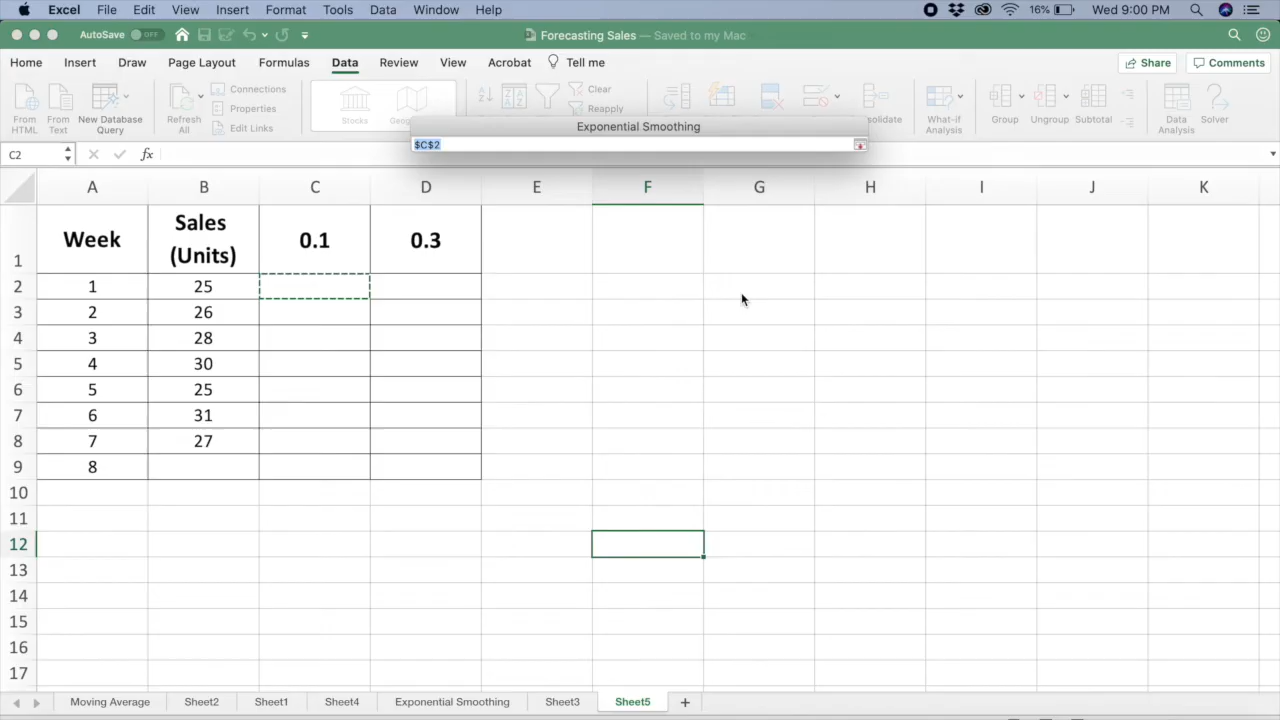 Excel File Edit View Insert Format Tools Data Window Help 16% Wed 9:00 PM
AutoSave OFF Forecasting Sales — Saved to my Mac
Home Insert Draw Page Layout Formulas Data Review View Acrobat Tell me Share Comments
From HTML
From Text
New Database Query
Refresh All
Connections
Properties
Edit Links
Stocks
Clear
Reapply
What-if Analysis
Group
Ungroup
Subtotal
Data Analysis
Solver
Exponential Smoothing
$C$2
C2 fx
A B C D E F G H I J K
1 Week Sales (Units) 0.1 0.3
2 1 25
3 2 26
4 3 28
5 4 30
6 5 25
7 6 31
8 7 27
9 8
10
11
12
13
14
15
16
17
Moving Average Sheet2 Sheet1 Sheet4 Exponential Smoothing Sheet3 Sheet5 +